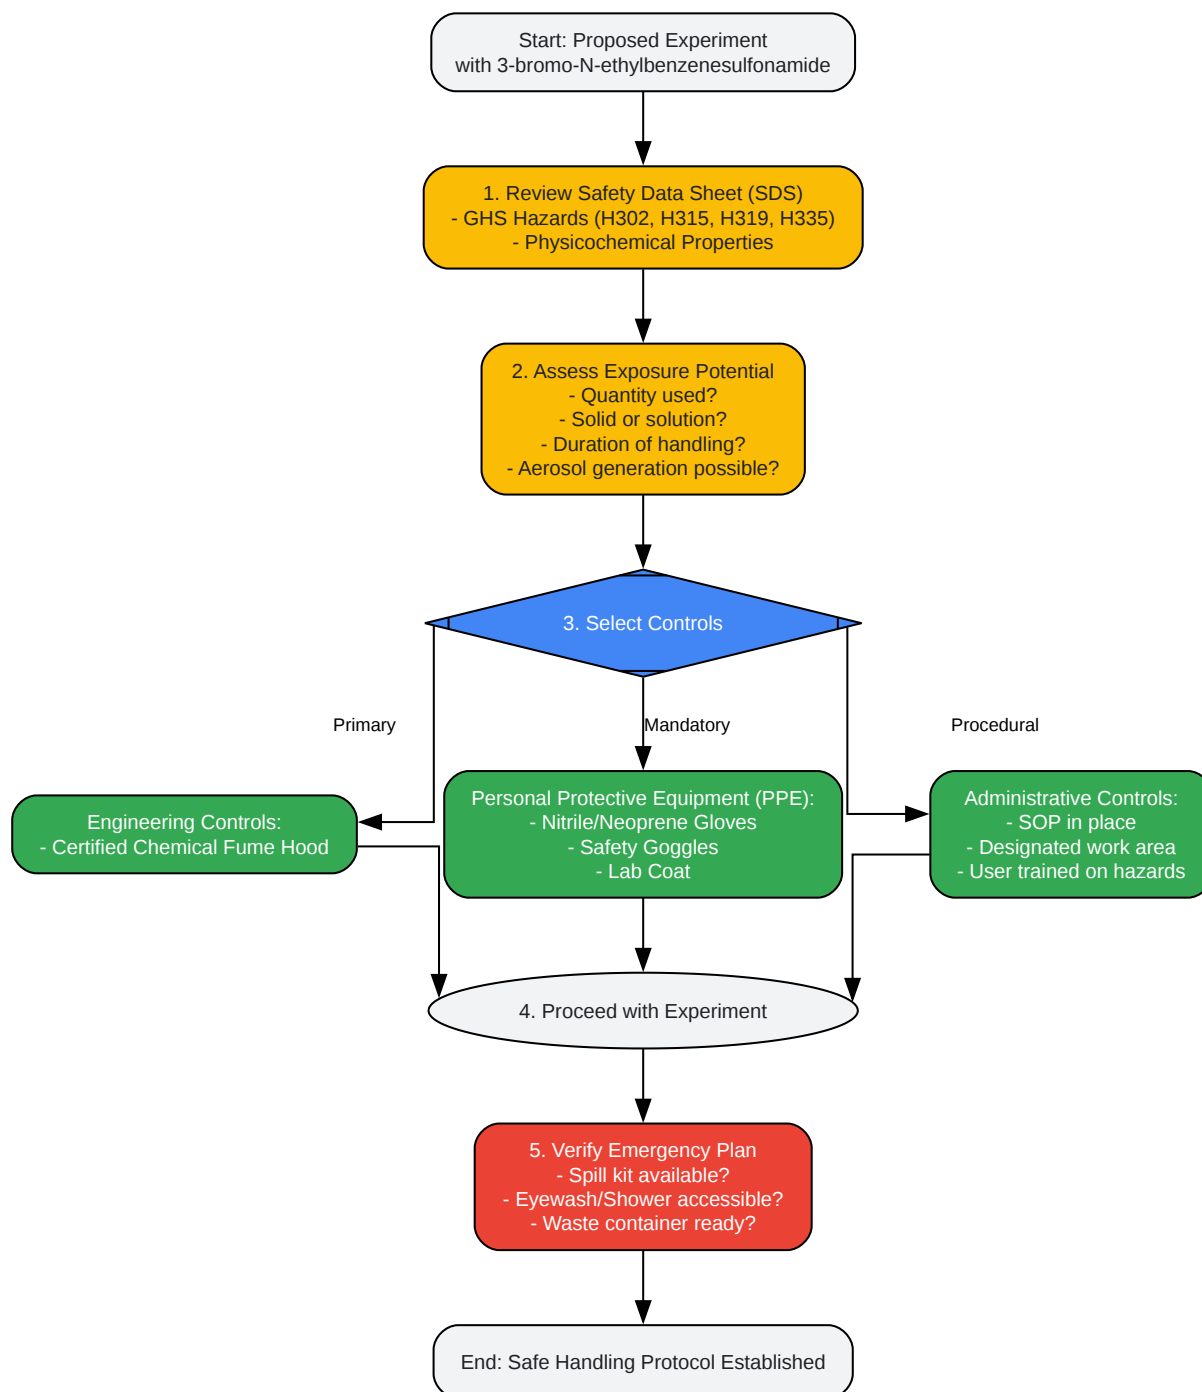 Start: Proposed Experiment
with 3-bromo-N-ethylbenzenesulfonamide
1. Review Safety Data Sheet (SDS)
- GHS Hazards (H302, H315, H319, H335)
- Physicochemical Properties
2. Assess Exposure Potential
- Quantity used?
- Solid or solution?
- Duration of handling?
- Aerosol generation possible?
3. Select Controls
Primary
Mandatory
Procedural
Engineering Controls:
- Certified Chemical Fume Hood
Personal Protective Equipment (PPE):
- Nitrile/Neoprene Gloves
- Safety Goggles
- Lab Coat
Administrative Controls:
- SOP in place
- Designated work area
- User trained on hazards
4. Proceed with Experiment
5. Verify Emergency Plan
- Spill kit available?
- Eyewash/Shower accessible?
- Waste container ready?
End: Safe Handling Protocol Established